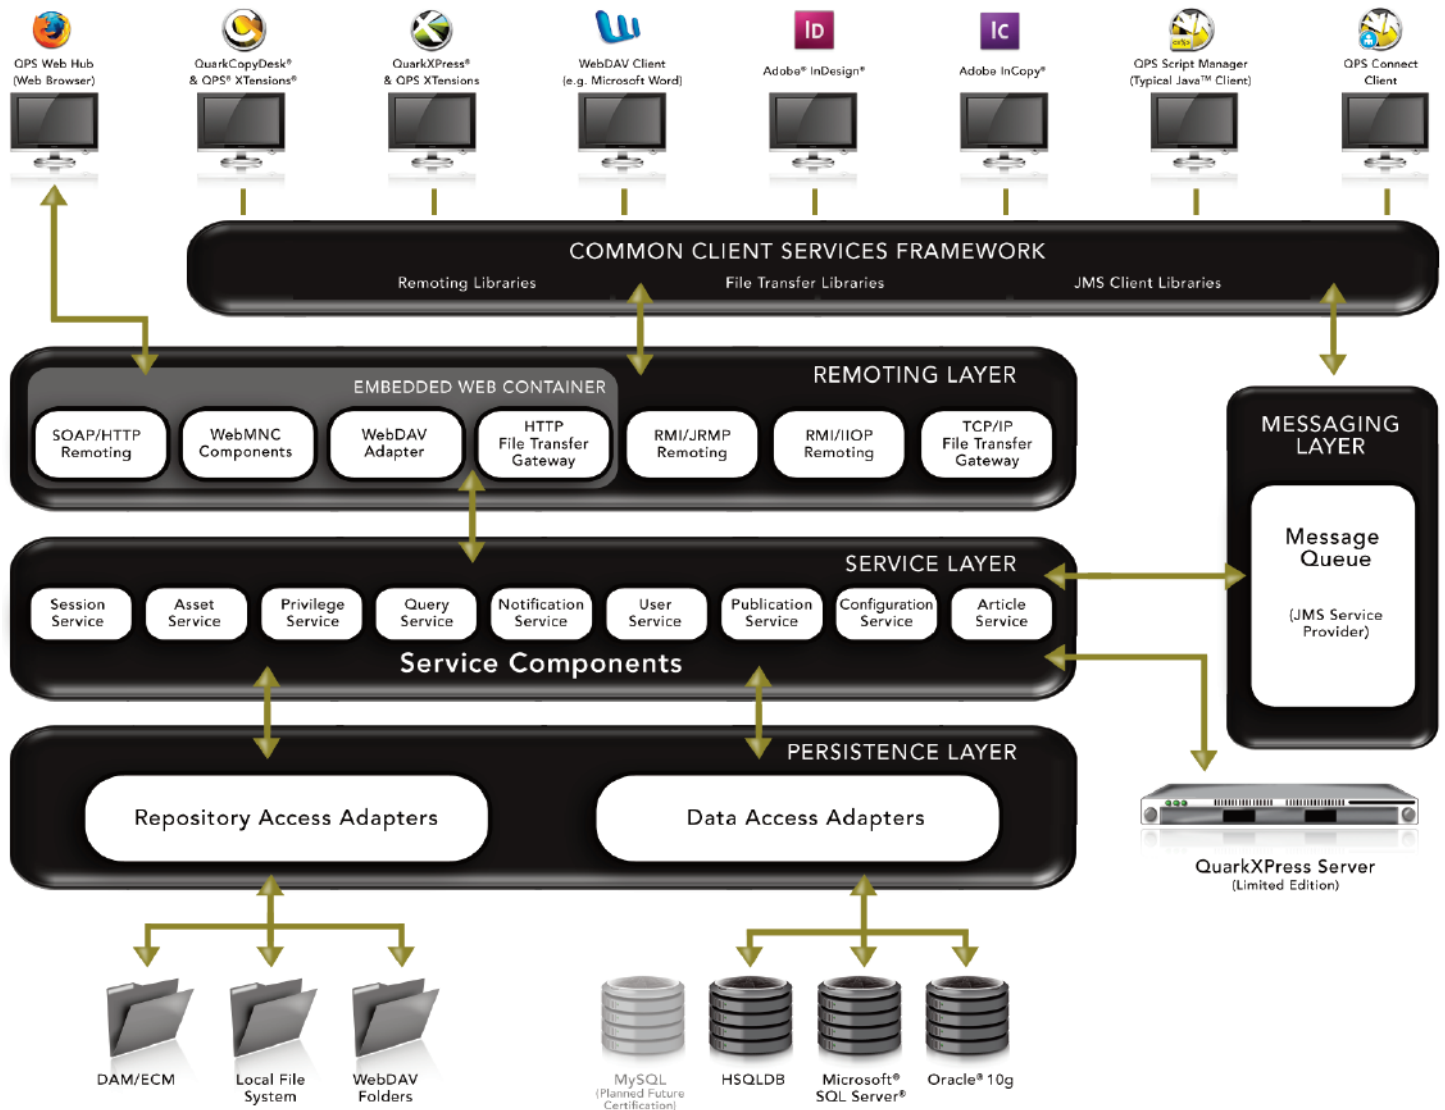 QPS Web Hub
(Web Browser)
QuarkCopyDesk®
& QPS® XTensions®
QuarkXPress®
& QPS XTensions
WebDAV Client
(e.g. Microsoft Word)
ID
Adobe® InDesign®
IC
Adobe InCopy®
QPS Script Manager
(Typical Java™ Client)
QPS Connect
Client
COMMON CLIENT SERVICES FRAMEWORK
Remoting Libraries
File Transfer Libraries
JMS Client Libraries
REMOTING LAYER
EMBEDDED WEB CONTAINER
SOAP/HTTP
Remoting
WebMNC
Components
WebDAV
Adapter
HTTP
File Transfer
Gateway
RMI/JRMP
Remoting
RMI/IIOP
Remoting
TCP/IP
File Transfer
Gateway
MESSAGING
LAYER
Message
Queue
(JMS Service
Provider)
SERVICE LAYER
Session
Service
Asset
Service
Privilege
Service
Query
Service
Notification
Service
User
Service
Publication
Service
Configuration
Service
Article
Service
Service Components
PERSISTENCE LAYER
Repository Access Adapters
Data Access Adapters
QuarkXPress Server
(Limited Edition)
DAM/ECM
Local File
System
WebDAV
Folders
MySQL
(Planned Future
Certification)
HSQLDB
Microsoft®
SQL Server®
Oracle® 10g